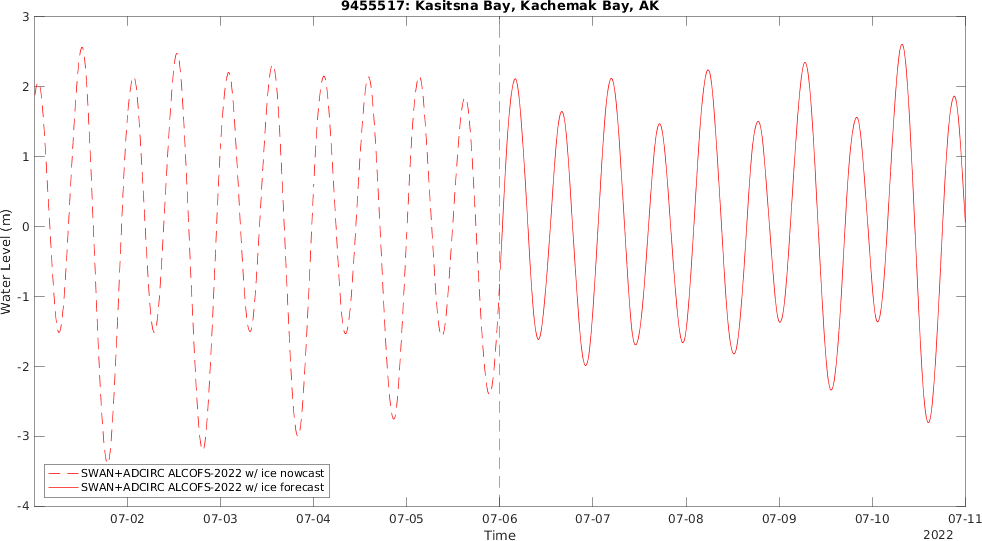 9455517: Kasitsna Bay, Kachemak Bay, AK
3
2
1
0
-1
-2
-3
-4
Water Level (m)
SWAN+ADCIRC ALCOFS-2022 w/ ice nowcast
SWAN+ADCIRC ALCOFS-2022 w/ ice forecast
07-02 07-03 07-04 07-05 07-06 07-07 07-08 07-09 07-10 07-11
Time
2022